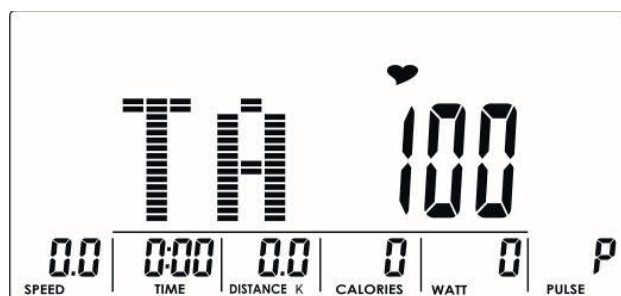 TA 100
0.0 0:00 0.0 0 0 P
SPEED TIME DISTANCE K CALORIES WATT PULSE